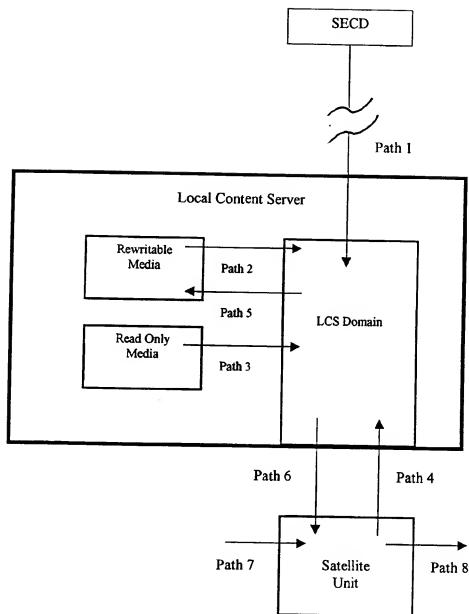 SECD
Path 1
Local Content Server
Rewritable
Media
Path 2
Path 5
LCS Domain
Read Only
Media
Path 3
Path 6
Path 4
Path 7
Satellite
Unit
Path 8